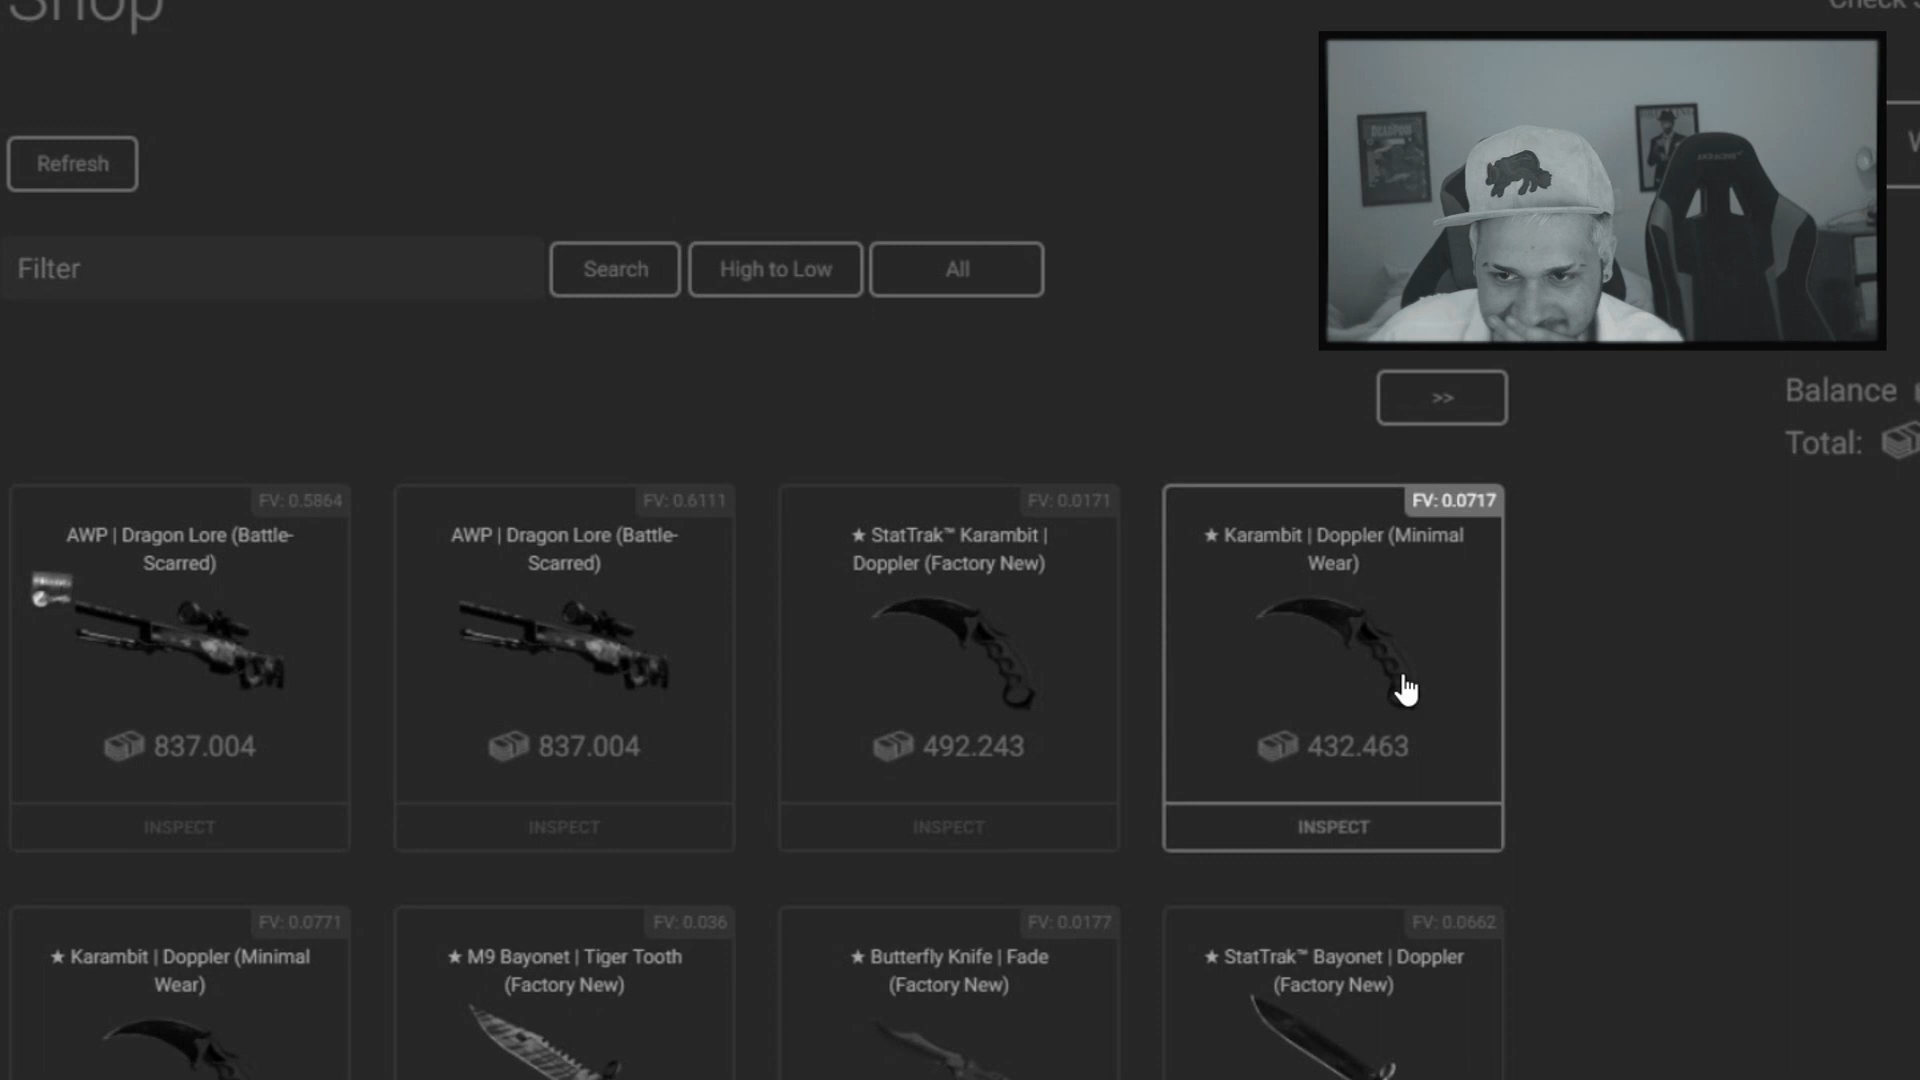 Shop
Check
Refresh
Filter
Search
High to Low
All
DEADPOOL
>>
Balance
Total:
FV: 0.5864
AWP | Dragon Lore (Battle-
Scarred)
837.004
INSPECT
FV: 0.6111
AWP | Dragon Lore (Battle-
Scarred)
837.004
INSPECT
FV: 0.0171
★ StatTrak™ Karambit |
Doppler (Factory New)
492.243
INSPECT
FV: 0.0717
★ Karambit | Doppler (Minimal
Wear)
432.463
INSPECT
FV: 0.0771
★ Karambit | Doppler (Minimal
Wear)
FV: 0.036
★ M9 Bayonet | Tiger Tooth
(Factory New)
FV: 0.0177
★ Butterfly Knife | Fade
(Factory New)
FV: 0.0662
★ StatTrak™ Bayonet | Doppler
(Factory New)